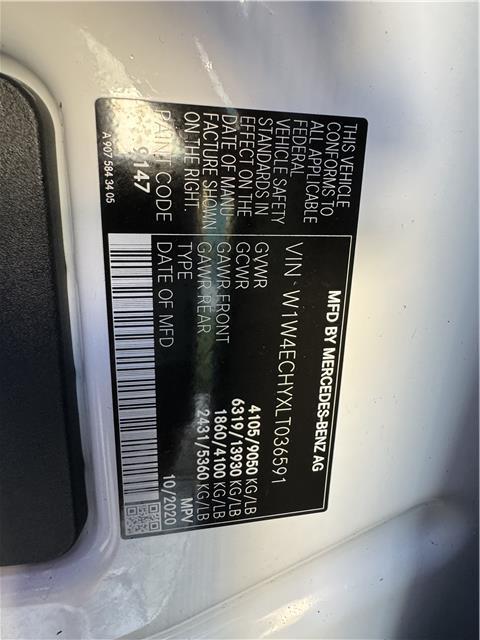 MFD BY MERCEDES-BENZ AG
VIN - W1W4ECHYXLT036591
THIS VEHICLE
ALL APPLICABLE
FEDERAL
VEHICLE SAFETY
STANDARDS IN
EFFECT ON THE
DATE OF MANU-
FACTURE SHOWN
ON THE RIGHT.
PAINT CODE
9147
GVWR 4105/9050 KG/LB
GCWR 6319/13930 KG/LB
GAWR FRONT 1860/4100 KG/LB
GAWR REAR 2431/5360 KG/LB
TYPE MPV
DATE OF MFD 10/2020
A 907 584 34 05